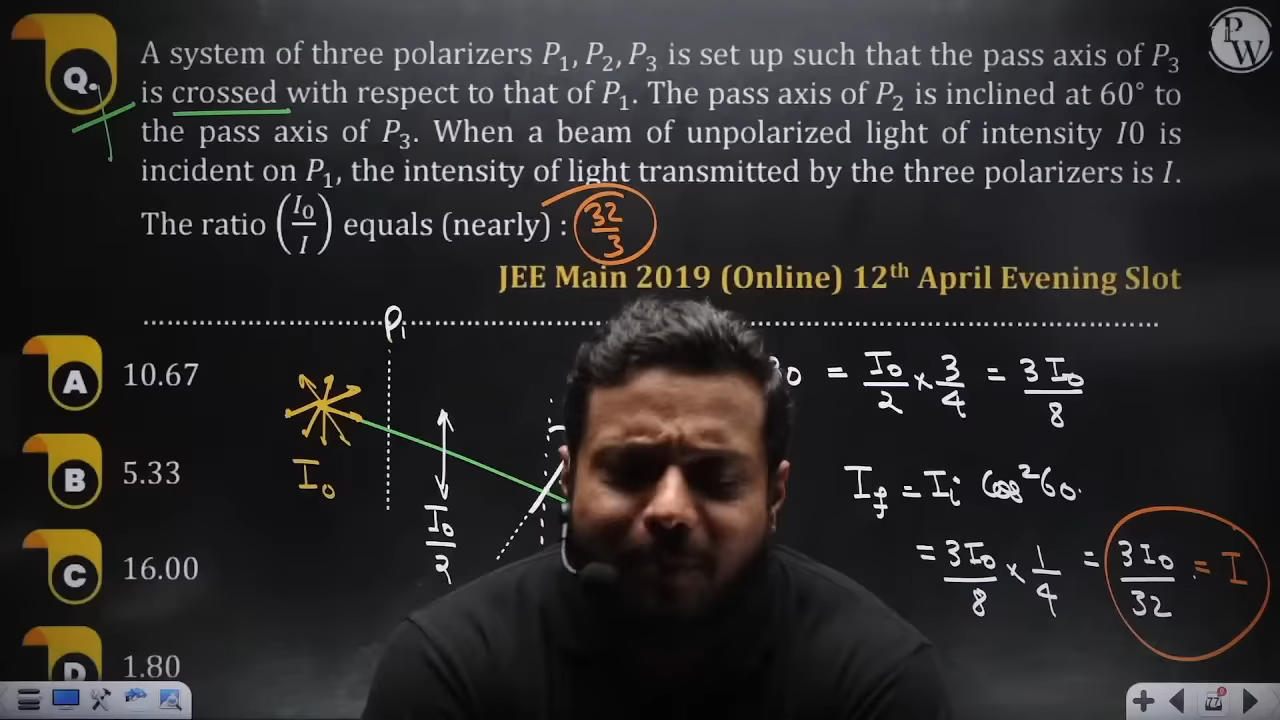 Q.
A system of three polarizers P₁, P₂, P₃ is set up such that the pass axis of P₃
is crossed with respect to that of P₁. The pass axis of P₂ is inclined at 60° to
the pass axis of P₃. When a beam of unpolarized light of intensity I0 is
incident on P₁, the intensity of light transmitted by the three polarizers is I.
The ratio (I₀/I) equals (nearly) : 32/3
JEE Main 2019 (Online) 12th April Evening Slot
PW
P₁
A 10.67
B 5.33
C 16.00
D 1.80
I₀
I₀/2
0 = I₀/2 × 3/4 = 3I₀/8
I_f = I_i cos²60.
= 3I₀/8 × 1/4 = 3I₀/32 = I